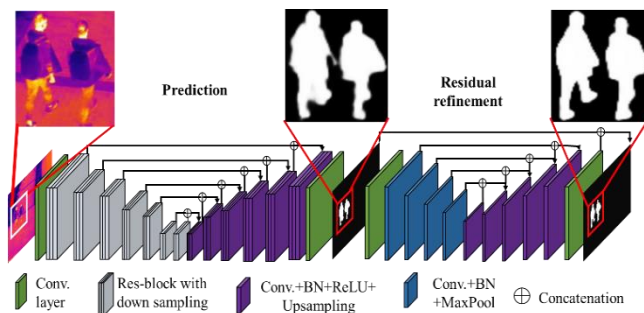 Prediction
Residual
refinement
Conv.
layer
Res-block with
down sampling
Conv.+BN+ReLU+
Upsampling
Conv.+BN
+MaxPool
Concatenation